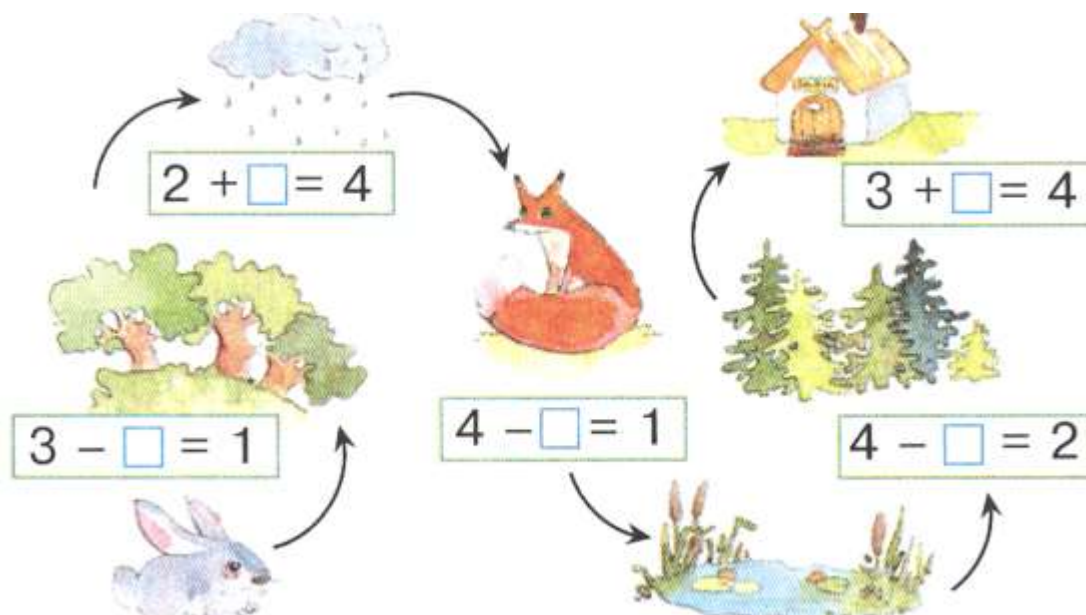 2 + □ = 4
3 + □ = 4
3 – □ = 1
4 – □ = 1
4 – □ = 2